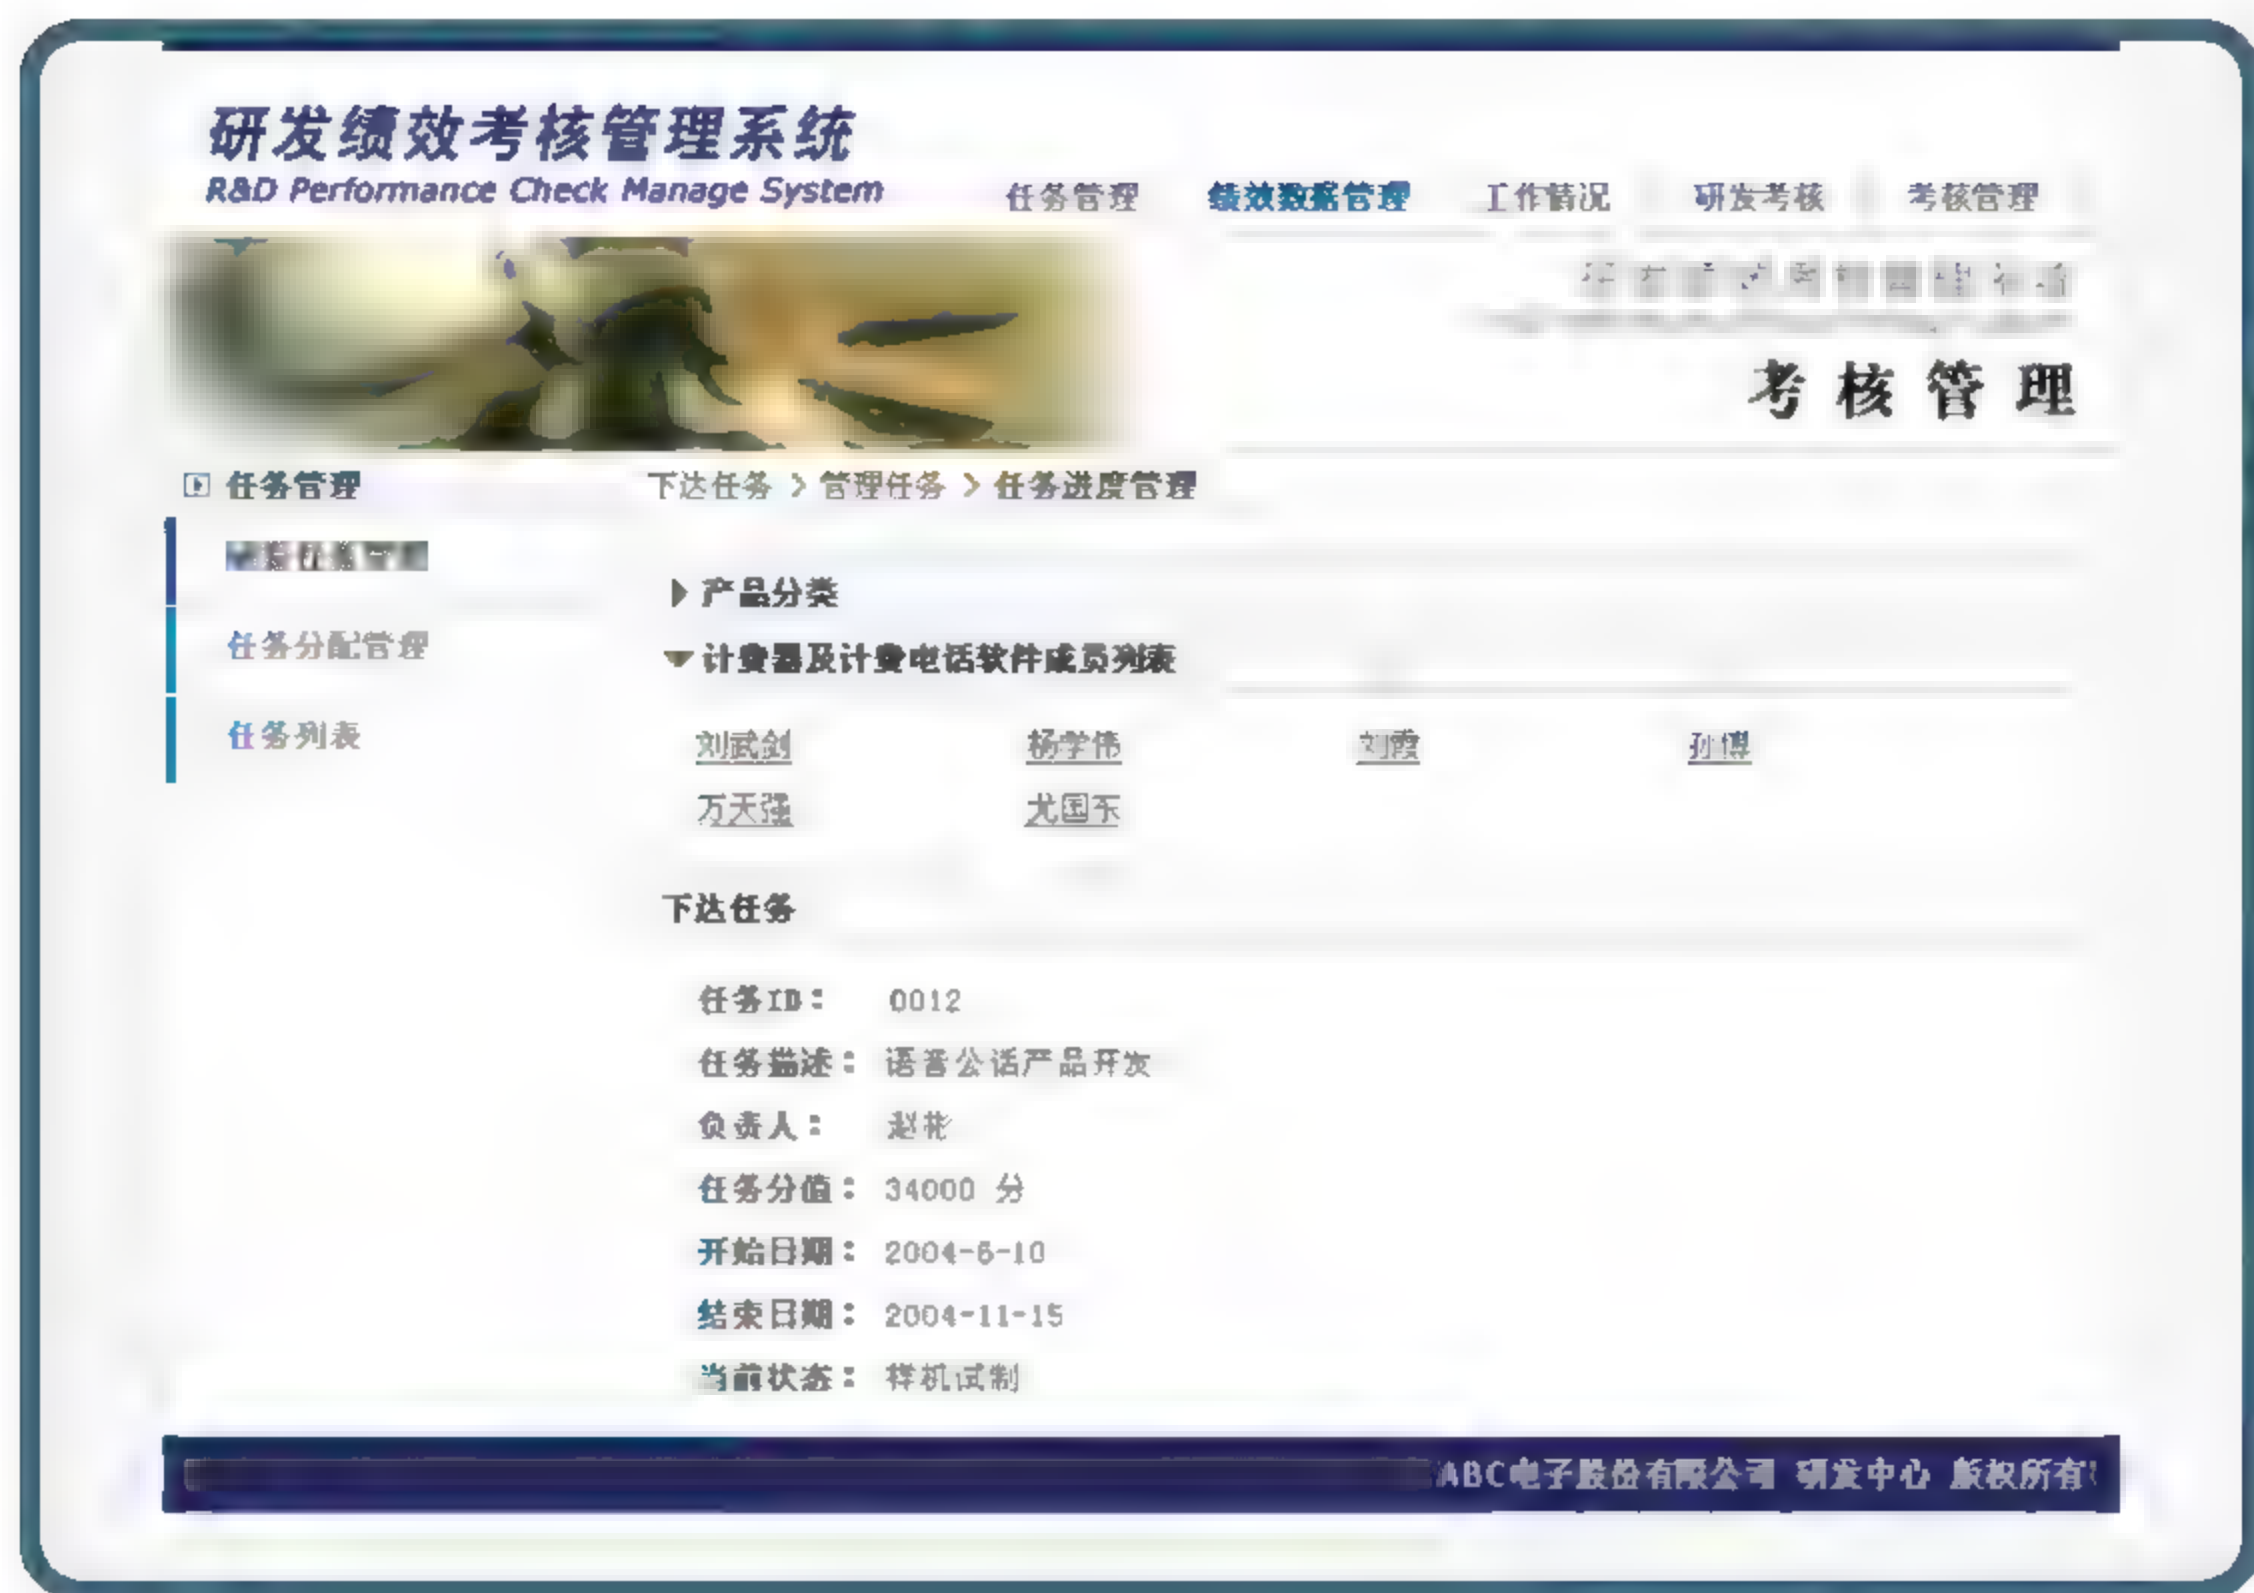 研发绩效考核管理系统
R&D Performance Check Manage System
任务管理 绩效数据管理 工作情况 研发考核 考核管理
考核管理
任务管理
下达任务 > 管理任务 > 任务进度管理
产品分类
任务分配管理
计费器及计费电话软件成员列表
任务列表
刘武剑 杨学伟 刘霞 孙博
万天强 尤国东
下达任务
任务ID： 0012
任务描述： 语音公话产品开发
负责人： 赵彬
任务分值： 34000 分
开始日期： 2004-6-10
结束日期： 2004-11-15
当前状态： 样机试制
ABC电子股份有限公司 研发中心 版权所有